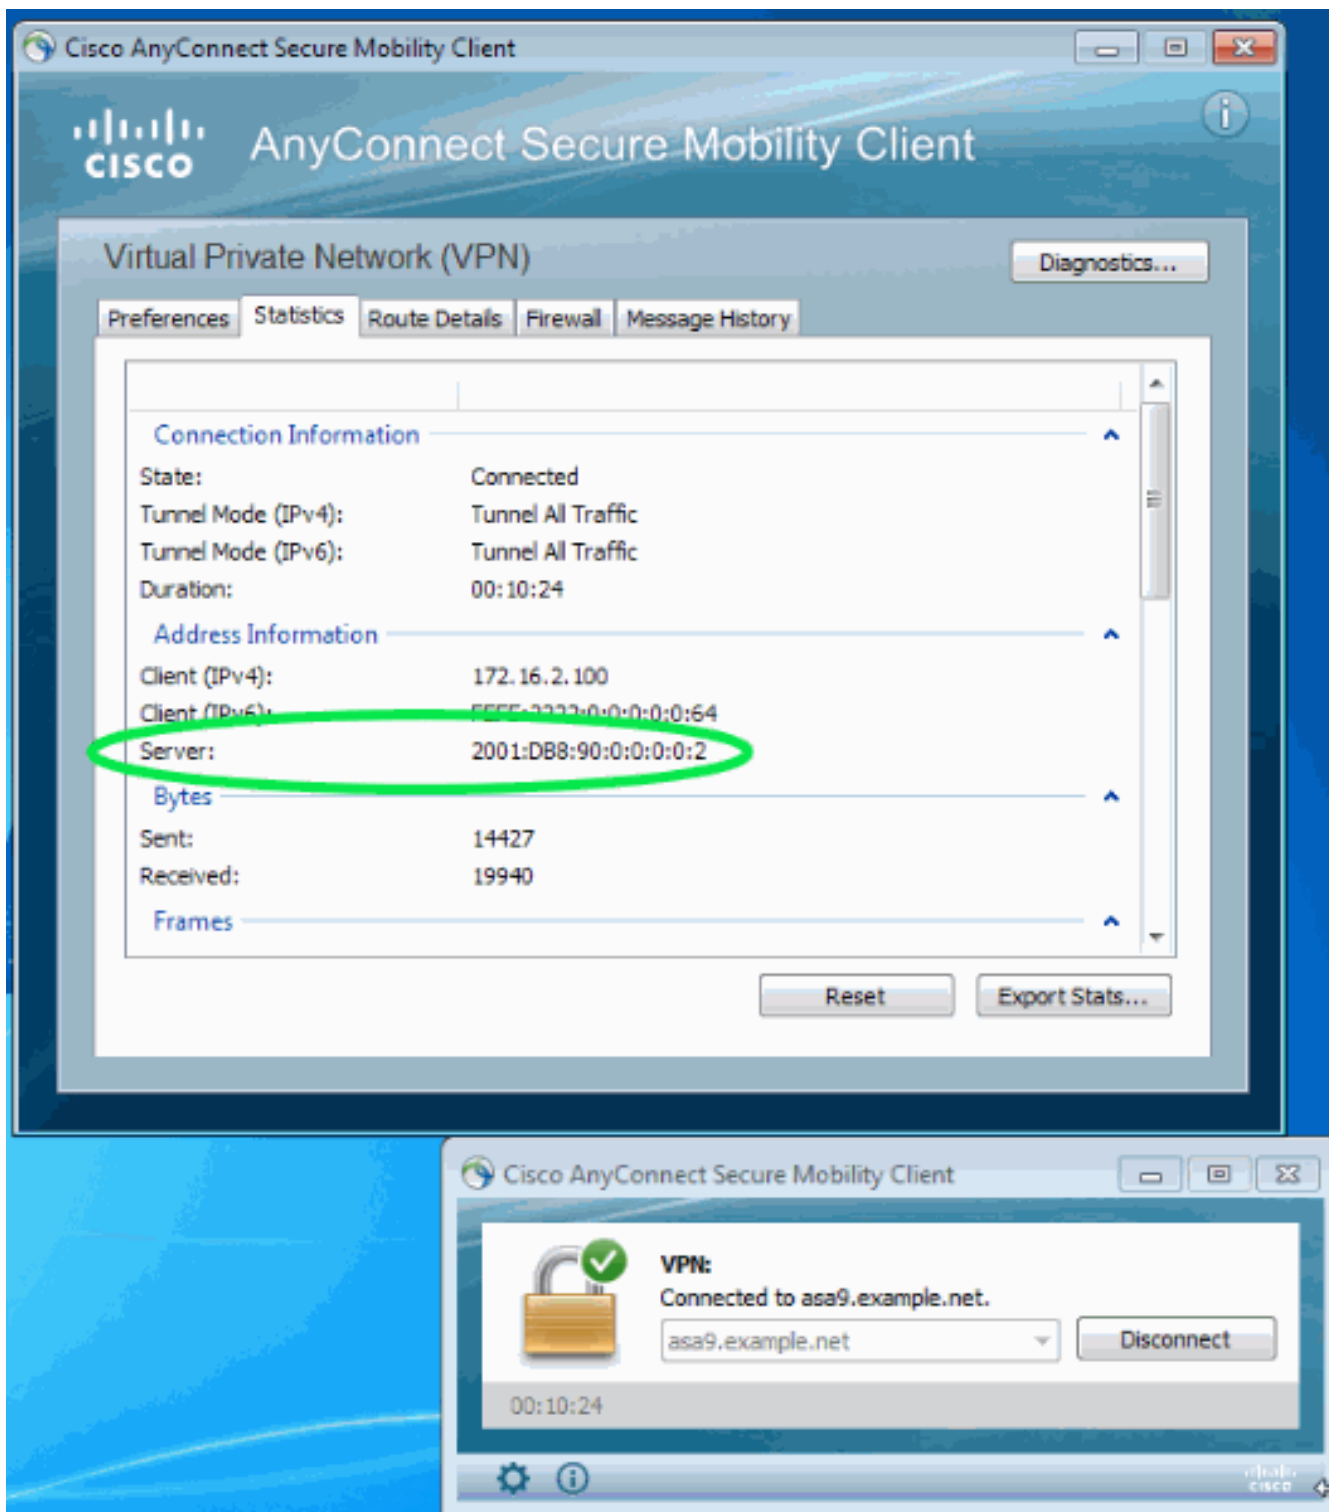 Cisco AnyConnect Secure Mobility Client
cisco AnyConnect Secure Mobility Client
Virtual Private Network (VPN)
Diagnostics...
Preferences Statistics Route Details Firewall Message History
Connection Information
State: Connected
Tunnel Mode (IPv4): Tunnel All Traffic
Tunnel Mode (IPv6): Tunnel All Traffic
Duration: 00:10:24
Address Information
Client (IPv4): 172.16.2.100
Client (IPv6):
Server: 2001:DB8:90:0:0:0:0:2
Bytes
Sent: 14427
Received: 19940
Frames
Reset Export Stats...
Cisco AnyConnect Secure Mobility Client
VPN:
Connected to asa9.example.net.
asa9.example.net Disconnect
00:10:24
cisco